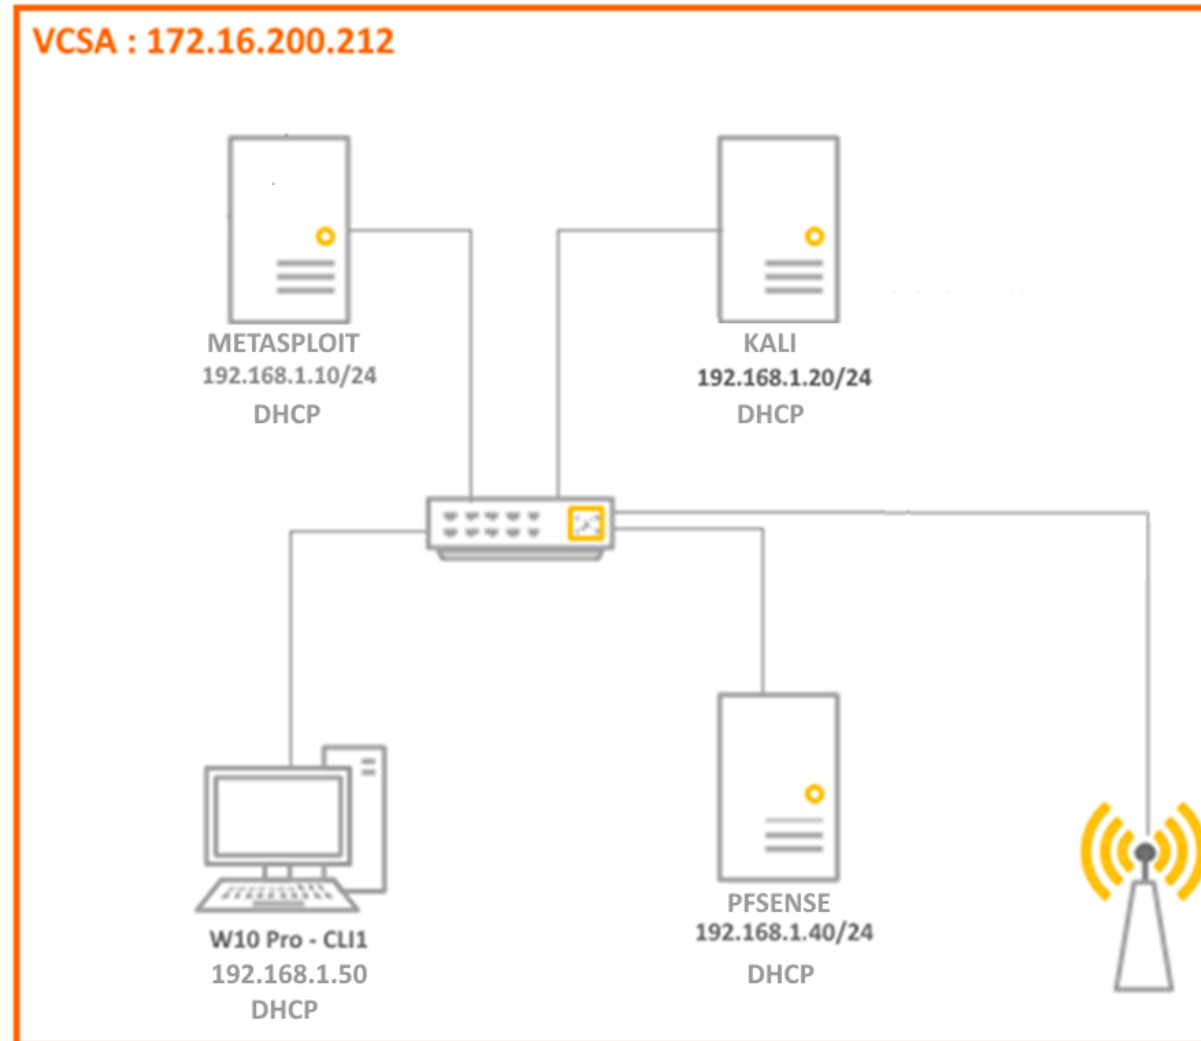 VCSA : 172.16.200.212
METASPLOIT
192.168.1.10/24
DHCP
KALI
192.168.1.20/24
DHCP
W10 Pro - CLI1
192.168.1.50
DHCP
PFSENSE
192.168.1.40/24
DHCP